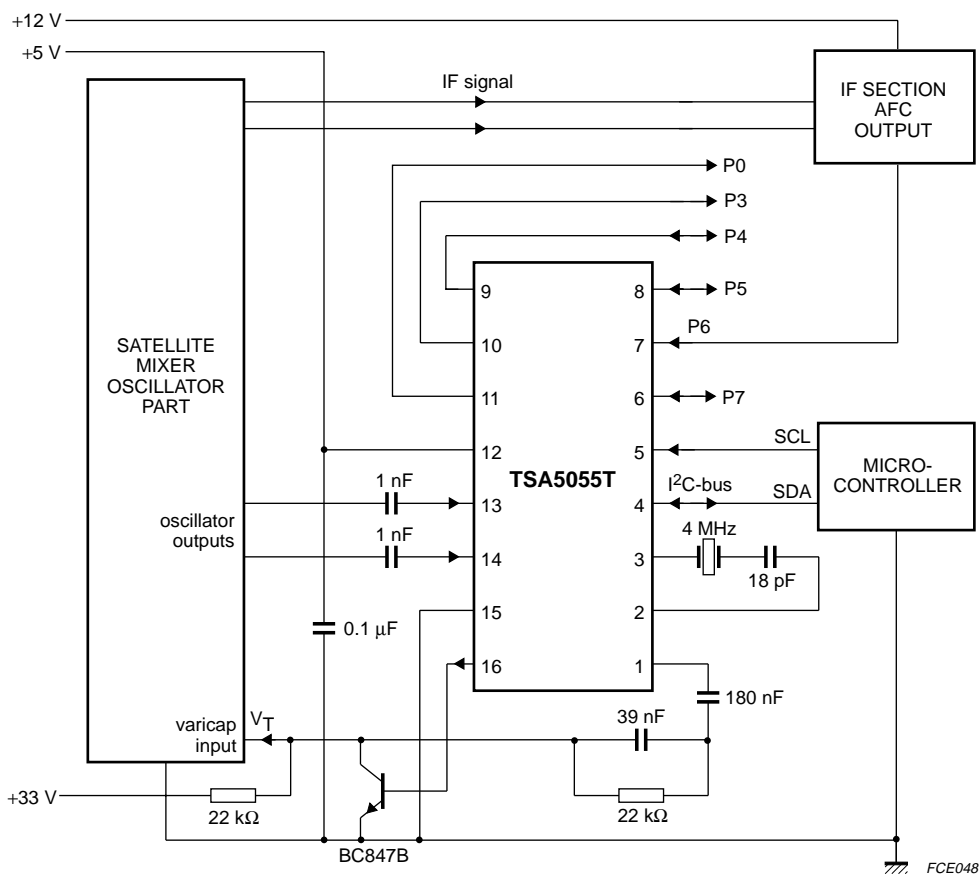 +12 V
+5 V
IF signal
IF SECTION
AFC
OUTPUT
P0
P3
P4
9
8
P5
P6
10
7
SATELLITE
MIXER
OSCILLATOR
PART
11
6
P7
12
5
SCL
TSA5055T
MICRO-
CONTROLLER
1 nF
13
4
I2C-bus
SDA
oscillator
outputs
1 nF
4 MHz
14
3
18 pF
15
2
0.1 μF
16
1
180 nF
39 nF
varicap
input
VT
+33 V
22 kΩ
22 kΩ
BC847B
FCE048